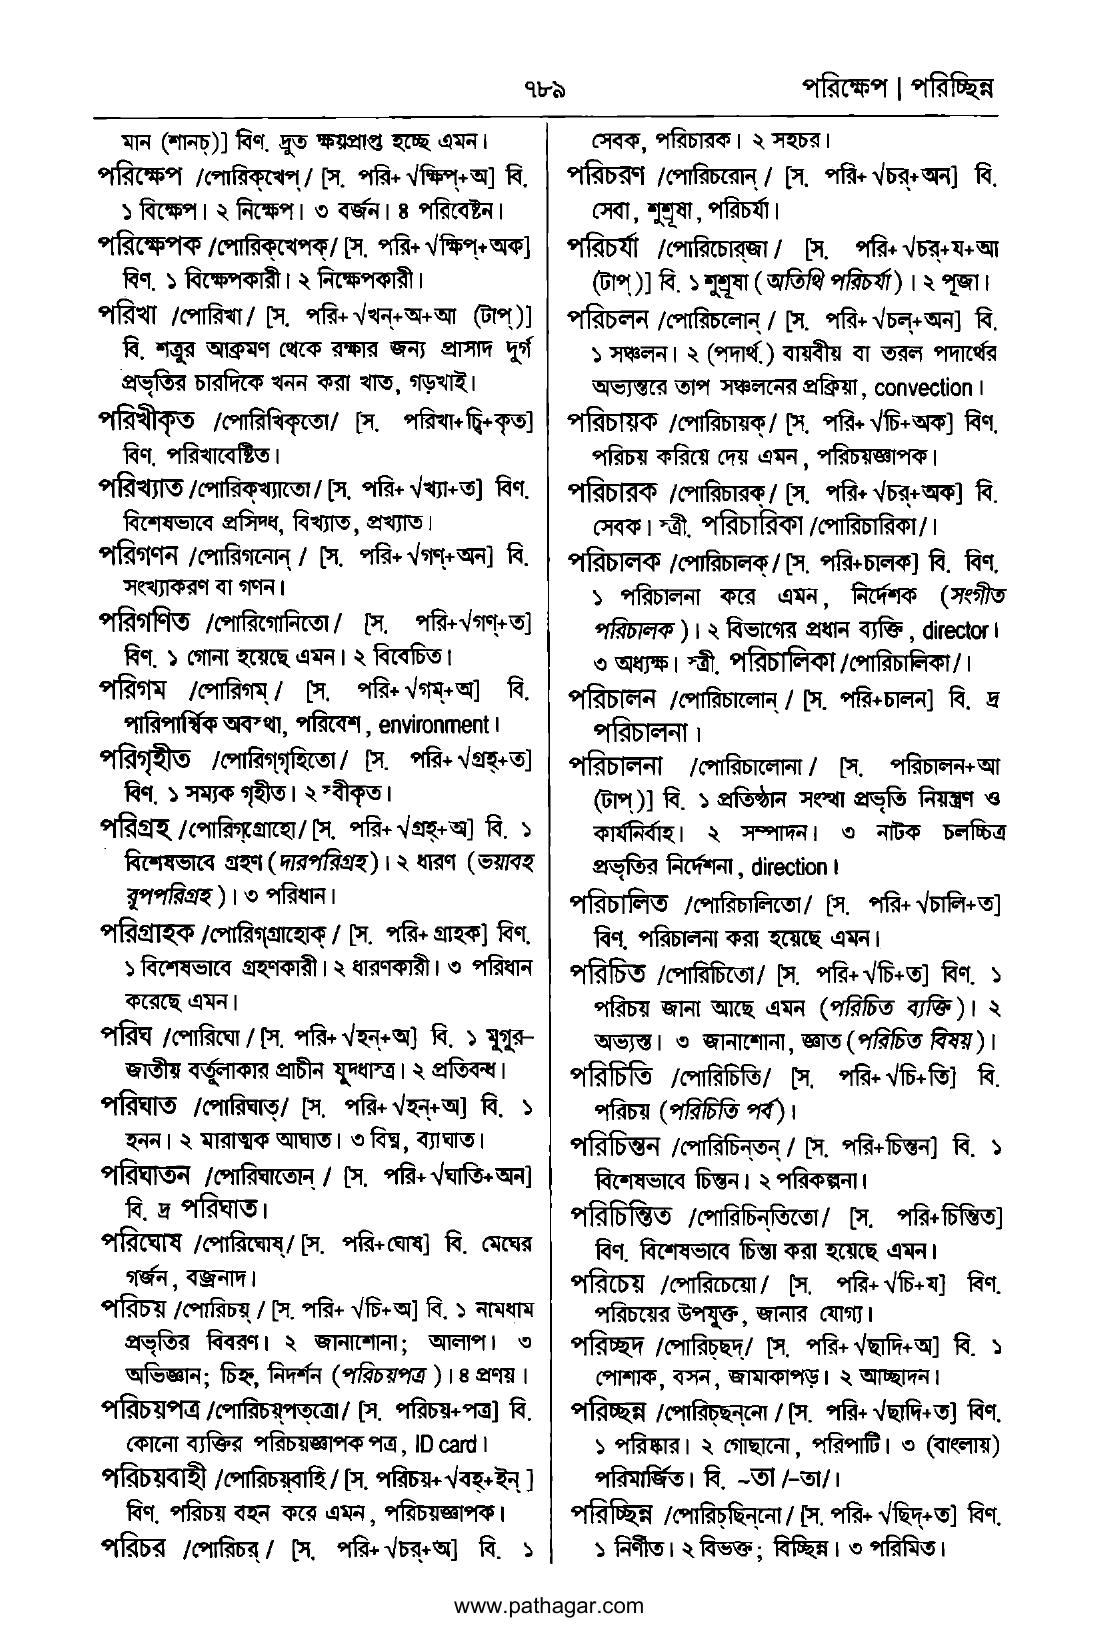 ৭৮৯
পরিক্ষেপ | পরিচ্ছিন্ন
মান (শানচ্)] বিণ. দ্রুত ক্ষয়প্রাপ্ত হচ্ছে এমন।
পরিক্ষেপ /পোরিক্‌খেপ্‌/ [স. পরি+√ক্ষিপ্‌+অ] বি.
১ বিক্ষেপ। ২ নিক্ষেপ। ৩ বর্জন। ৪ পরিবেষ্টন।
পরিক্ষেপক /পোরিক্‌খেপক্‌/ [স. পরি+√ক্ষিপ্‌+অক]
বিণ. ১ বিক্ষেপকারী। ২ নিক্ষেপকারী।
পরিখা /পোরিখা/ [স. পরি+√খন্‌+অ+আ (টাপ্‌)]
বি. শত্রুর আক্রমণ থেকে রক্ষার জন্য প্রাসাদ দুর্গ
প্রভৃতির চারদিকে খনন করা খাত, গড়খাই।
পরিখীকৃত /পোরিখিকৃতো/ [স. পরিখা+চ্বি+কৃত]
বিণ. পরিখাবেষ্টিত।
পরিখ্যাত /পোরিক্‌খ্যাতো/ [স. পরি+√খ্যা+ত] বিণ.
বিশেষভাবে প্রসিদ্ধ, বিখ্যাত, প্রখ্যাত।
পরিগণন /পোরিগনোন্‌/ [স. পরি+√গণ্‌+অন] বি.
সংখ্যাকরণ বা গণন।
পরিগণিত /পোরিগোনিতো/ [স. পরি+√গণ্‌+ত]
বিণ. ১ গোনা হয়েছে এমন। ২ বিবেচিত।
পরিগম /পোরিগম্‌/ [স. পরি+√গম্‌+অ] বি.
পারিপার্শ্বিক অবস্থা, পরিবেশ, environment।
পরিগৃহীত /পোরিগ্‌গৃহিতো/ [স. পরি+√গ্রহ্‌+ত]
বিণ. ১ সম্যক গৃহীত। ২ স্বীকৃত।
পরিগ্রহ /পোরিগ্‌গ্রোহো/ [স. পরি+√গ্রহ্‌+অ] বি. ১
বিশেষভাবে গ্রহণ (দারপরিগ্রহ)। ২ ধারণ (ভয়াবহ
রূপপরিগ্রহ)। ৩ পরিধান।
পরিগ্রাহক /পোরিগ্‌গ্রাহোক্‌/ [স. পরি+গ্রাহক] বিণ.
১ বিশেষভাবে গ্রহণকারী। ২ ধারণকারী। ৩ পরিধান
করেছে এমন।
পরিঘ /পোরিঘো/ [স. পরি+√হন্‌+অ] বি. ১ মুগুর–
জাতীয় বর্তুলাকার প্রাচীন যুদ্ধাস্ত্র। ২ প্রতিবন্ধ।
পরিঘাত /পোরিঘাত্‌/ [স. পরি+√হন্‌+অ] বি. ১
হনন। ২ মারাত্মক আঘাত। ৩ বিঘ্ন, ব্যাঘাত।
পরিঘাতন /পোরিঘাতোন্‌/ [স. পরি+√ঘাতি+অন]
বি. দ্র পরিঘাত।
পরিঘোষ /পোরিঘোষ্‌/ [স. পরি+ঘোষ] বি. মেঘের
গর্জন, বজ্রনাদ।
পরিচয় /পোরিচয়্‌/ [স. পরি+√চি+অ] বি. ১ নামধাম
প্রভৃতির বিবরণ। ২ জানাশোনা; আলাপ। ৩
অভিজ্ঞান; চিহ্ন, নিদর্শন (পরিচয়পত্র)। ৪ প্রণয়।
পরিচয়পত্র /পোরিচয়্‌পত্‌ত্রো/ [স. পরিচয়+পত্র] বি.
কোনো ব্যক্তির পরিচয়জ্ঞাপক পত্র, ID card।
পরিচয়বাহী /পোরিচয়্‌বাহি/ [স. পরিচয়+√বহ্‌+ইন্‌]
বিণ. পরিচয় বহন করে এমন, পরিচয়জ্ঞাপক।
পরিচর /পোরিচর্‌/ [স. পরি+√চর্‌+অ] বি. ১
সেবক, পরিচারক। ২ সহচর।
পরিচরণ /পোরিচরোন্‌/ [স. পরি+√চর্‌+অন] বি.
সেবা, শুশ্রূষা, পরিচর্যা।
পরিচর্যা /পোরিচোর্‌জা/ [স. পরি+√চর্‌+য+আ
(টাপ্‌)] বি. ১ শুশ্রূষা (অতিথি পরিচর্যা)। ২ পূজা।
পরিচলন /পোরিচলোন্‌/ [স. পরি+√চল্‌+অন] বি.
১ সঞ্চলন। ২ (পদার্থ.) বায়বীয় বা তরল পদার্থের
অভ্যন্তরে তাপ সঞ্চলনের প্রক্রিয়া, convection।
পরিচায়ক /পোরিচায়ক্‌/ [স. পরি+√চি+অক] বিণ.
পরিচয় করিয়ে দেয় এমন, পরিচয়জ্ঞাপক।
পরিচারক /পোরিচারক্‌/ [স. পরি+√চর্‌+অক] বি.
সেবক। স্ত্রী. পরিচারিকা /পোরিচারিকা/।
পরিচালক /পোরিচালক্‌/ [স. পরি+চালক] বি. বিণ.
১ পরিচালনা করে এমন, নির্দেশক (সংগীত
পরিচালক)। ২ বিভাগের প্রধান ব্যক্তি, director।
৩ অধ্যক্ষ। স্ত্রী. পরিচালিকা /পোরিচালিকা/।
পরিচালন /পোরিচালোন্‌/ [স. পরি+চালন] বি. দ্র
পরিচালনা।
পরিচালনা /পোরিচালোনা/ [স. পরিচালন+আ
(টাপ্‌)] বি. ১ প্রতিষ্ঠান সংস্থা প্রভৃতি নিয়ন্ত্রণ ও
কার্যনির্বাহ। ২ সম্পাদন। ৩ নাটক চলচ্চিত্র
প্রভৃতির নির্দেশনা, direction।
পরিচালিত /পোরিচালিতো/ [স. পরি+√চালি+ত]
বিণ. পরিচালনা করা হয়েছে এমন।
পরিচিত /পোরিচিতো/ [স. পরি+√চি+ত] বিণ. ১
পরিচয় জানা আছে এমন (পরিচিত ব্যক্তি)। ২
অভ্যস্ত। ৩ জানাশোনা, জ্ঞাত (পরিচিত বিষয়)।
পরিচিতি /পোরিচিতি/ [স. পরি+√চি+তি] বি.
পরিচয় (পরিচিতি পর্ব)।
পরিচিন্তন /পোরিচিন্‌তন্‌/ [স. পরি+চিন্তন] বি. ১
বিশেষভাবে চিন্তন। ২ পরিকল্পনা।
পরিচিন্তিত /পোরিচিন্‌তিতো/ [স. পরি+চিন্তিত]
বিণ. বিশেষভাবে চিন্তা করা হয়েছে এমন।
পরিচেয় /পোরিচেয়ো/ [স. পরি+√চি+য] বিণ.
পরিচয়ের উপযুক্ত, জানার যোগ্য।
পরিচ্ছদ /পোরিচ্‌ছদ্‌/ [স. পরি+√ছাদি+অ] বি. ১
পোশাক, বসন, জামাকাপড়। ২ আচ্ছাদন।
পরিচ্ছন্ন /পোরিচ্‌ছন্‌নো/ [স. পরি+√ছাদি+ত] বিণ.
১ পরিষ্কার। ২ গোছানো, পরিপাটি। ৩ (বাংলায়)
পরিমার্জিত। বি. ~তা /–তা/।
পরিচ্ছিন্ন /পোরিচ্‌ছিন্‌নো/ [স. পরি+√ছিদ্‌+ত] বিণ.
১ নির্ণীত। ২ বিভক্ত; বিচ্ছিন্ন। ৩ পরিমিত।
www.pathagar.com